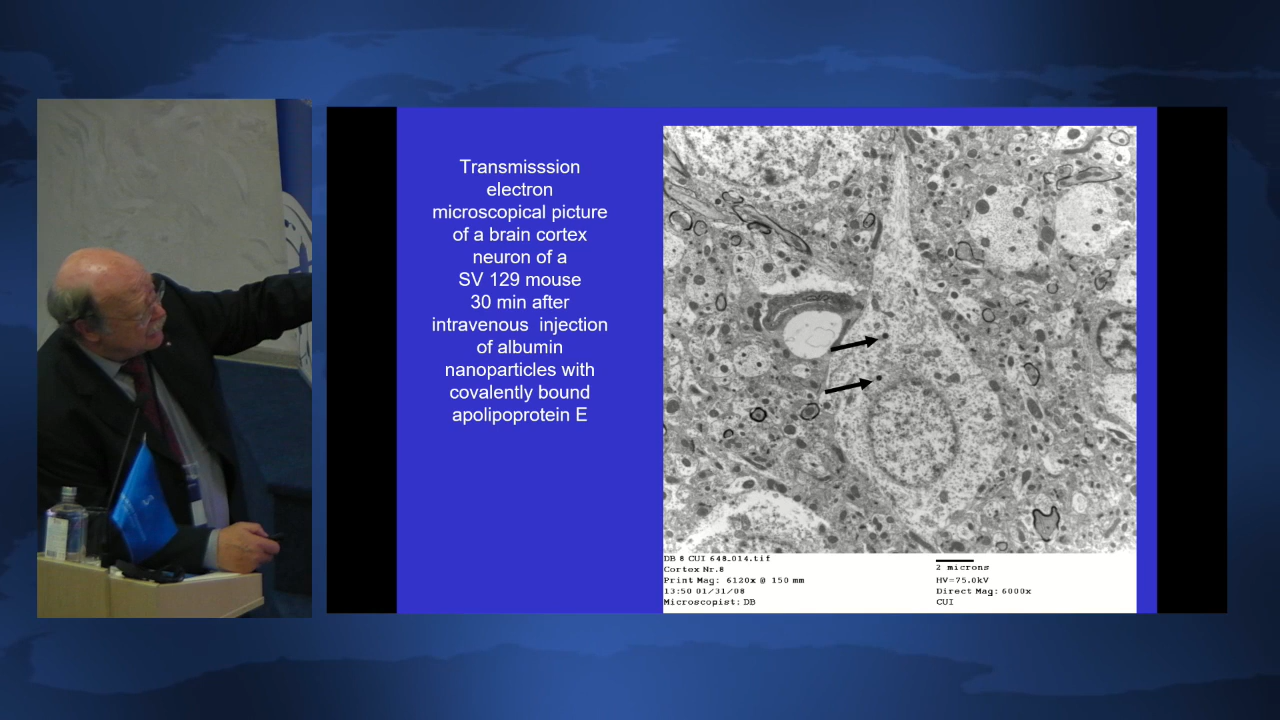 Transmisssion
electron
microscopical picture
of a brain cortex
neuron of a
SV 129 mouse
30 min after
intravenous injection
of albumin
nanoparticles with
covalently bound
apolipoprotein E
DB 8 CUI 648_014.tif
Cortex Nr.8
Print Mag: 6120x @ 150 mm
13:50 01/31/08
Microscopist: DB
2 microns
HV=75.0kV
Direct Mag: 6000x
CUI